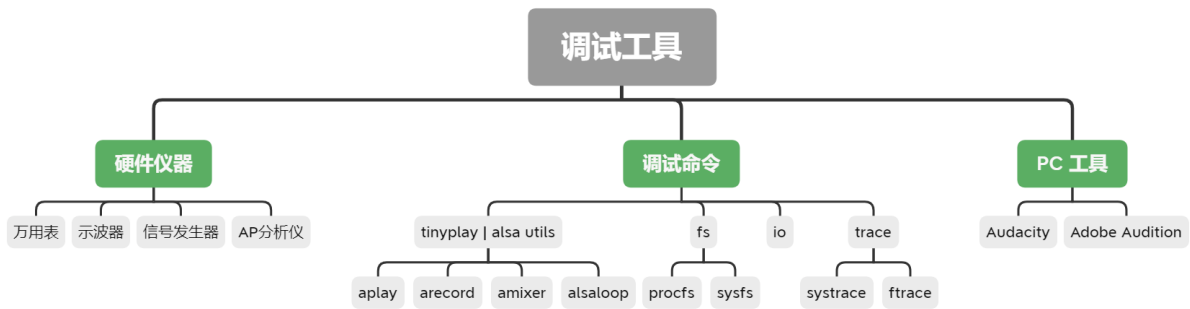 调试工具
硬件仪器
调试命令
PC 工具
万用表
示波器
信号发生器
AP分析仪
tinyplay | alsa utils
fs
io
trace
Audacity
Adobe Audition
aplay
arecord
amixer
alsaloop
procfs
sysfs
systrace
ftrace